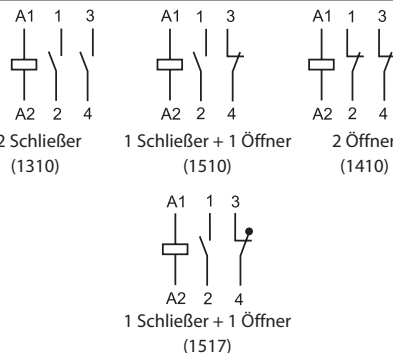 A1 1 3 A1 1 3 A1 1 3
A2 2 4 A2 2 4 A2 2 4
2 Schließer 1 Schließer + 1 Öffner 2 Öffner
(1310) (1510) (1410)
A1 1 3
A2 2 4
1 Schließer + 1 Öffner
(1517)